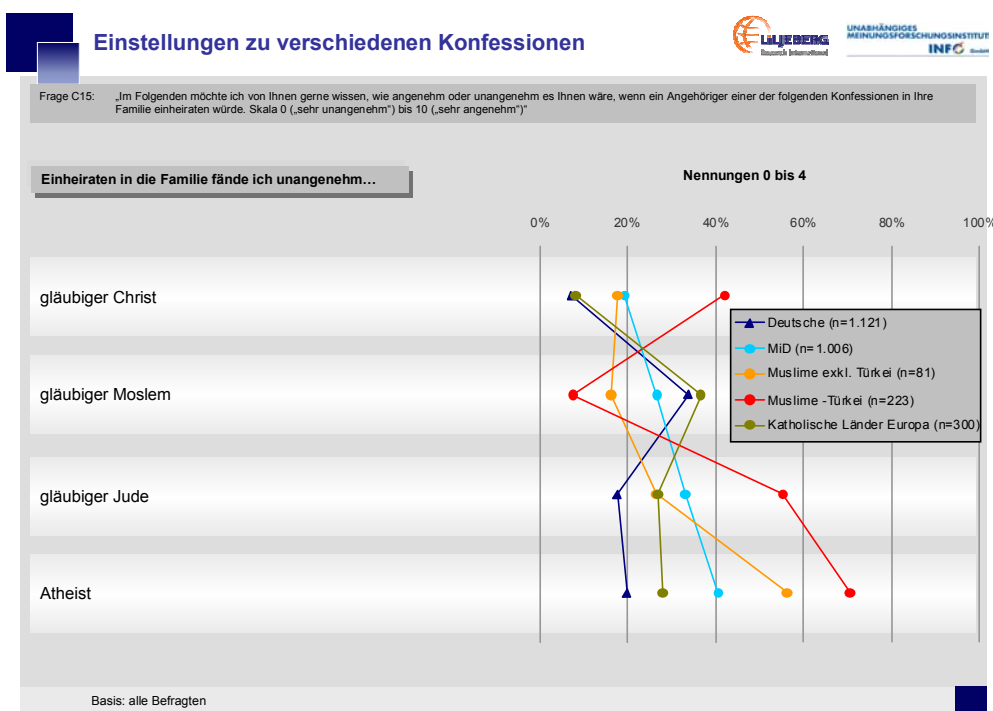 Einstellungen zu verschiedenen Konfessionen
LILJEBERG
Research International
UNABHÄNGIGES
MEINUNGSFORSCHUNGSINSTITUT
INFO GmbH
Frage C15: „Im Folgenden möchte ich von Ihnen gerne wissen, wie angenehm oder unangenehm es Ihnen wäre, wenn ein Angehöriger einer der folgenden Konfessionen in Ihre
Familie einheiraten würde. Skala 0 („sehr unangenehm“) bis 10 („sehr angenehm“)“
Einheiraten in die Familie fände ich unangenehm…
Nennungen 0 bis 4
0% 20% 40% 60% 80% 100%
gläubiger Christ
gläubiger Moslem
gläubiger Jude
Atheist
Deutsche (n=1.121)
MiD (n=1.006)
Muslime exkl. Türkei (n=81)
Muslime -Türkei (n=223)
Katholische Länder Europa (n=300)
Basis: alle Befragten